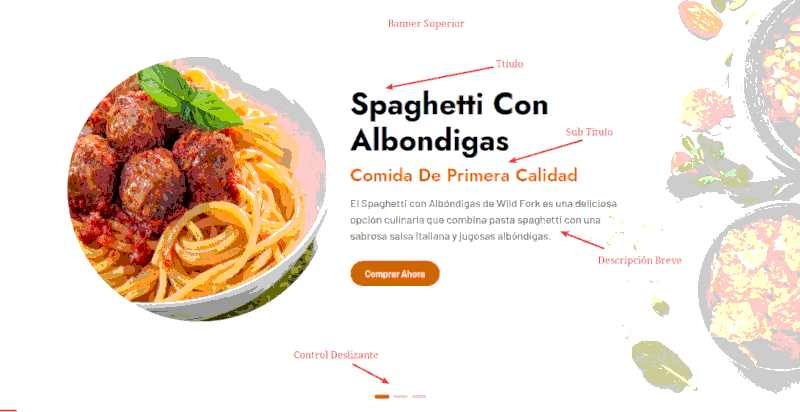 Banner Superior
Ttiulo
Spaghetti Con
Albondigas
Sub Titulo
Comida De Primera Calidad
El Spaghetti con Albóndigas de Wild Fork es una deliciosa
opción culinaria que combina pasta spaghetti con una
sabrosa salsa italiana y jugosas albóndigas.
Descripción Breve
Comprar Ahora
Control Deslizante